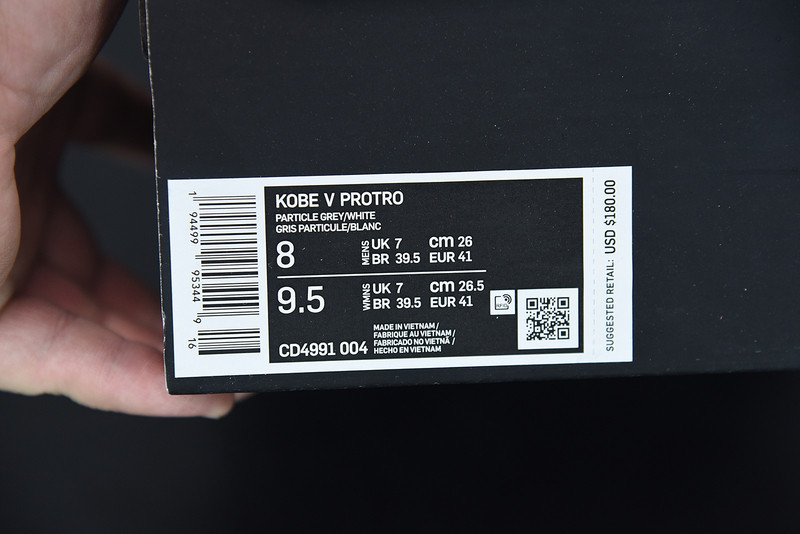 KOBE V PROTRO
PARTICLE GREY/WHITE
GRIS PARTICULE/BLANC
8 MENS UK 7 cm 26
BR 39.5 EUR 41
9.5 WMNS UK 7 cm 26.5
BR 39.5 EUR 41
CD4991 004
MADE IN VIETNAM /
FABRIQUE AU VIETNAM /
FABRICADO NO VIETNÃ /
HECHO EN VIETNAM
1 94499 95344 9 16
SUGGESTED RETAIL: USD $180.00